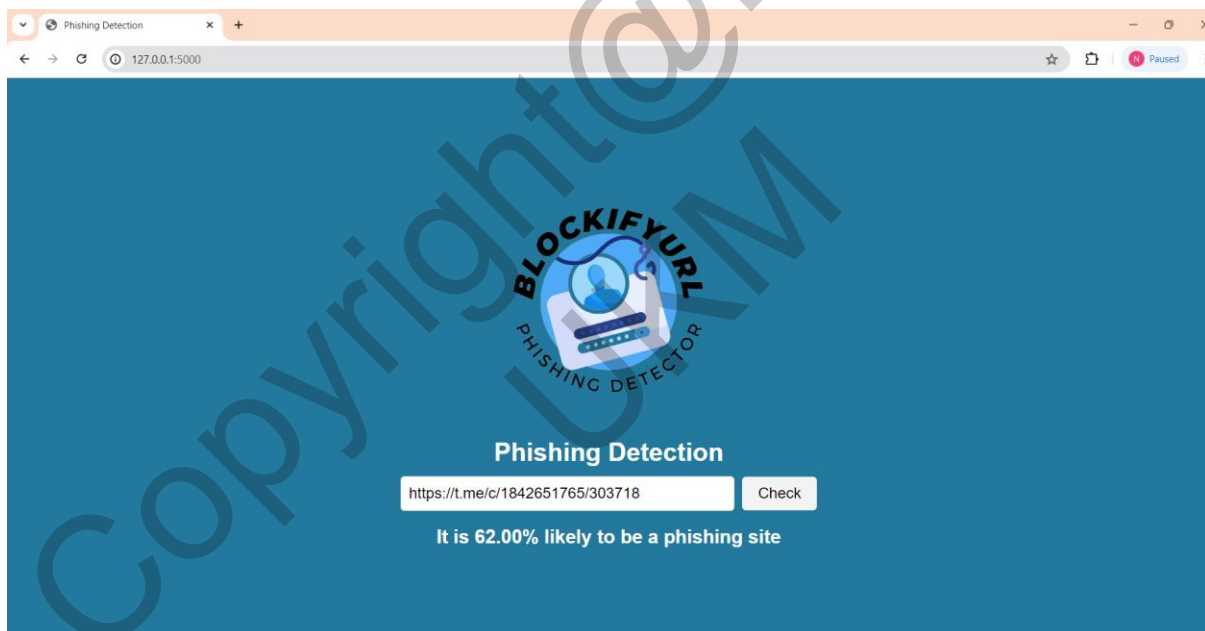 Phishing Detection
127.0.0.1:5000
N Paused
BLOCKIFYURL
PHISHING DETECTOR
Phishing Detection
https://t.me/c/1842651765/303718
Check
It is 62.00% likely to be a phishing site
Copyright@
UKM